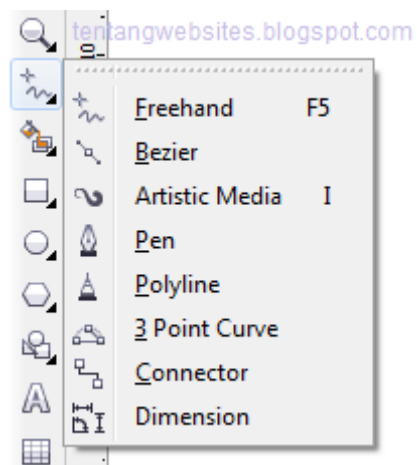 tentangwebsites.blogspot.com
Freehand F5
Bezier
Artistic Media I
Pen
Polyline
3 Point Curve
Connector
Dimension